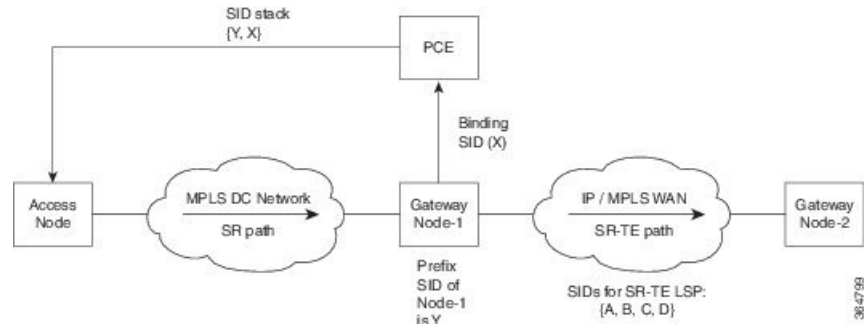 SID stack
{Y, X}
PCE
Binding
SID (X)
Access
Node
MPLS DC Network
SR path
Gateway
Node-1
IP / MPLS WAN
SR-TE path
Gateway
Node-2
Prefix
SID of
Node-1
is Y
SIDs for SR-TE LSP:
{A, B, C, D}
364799